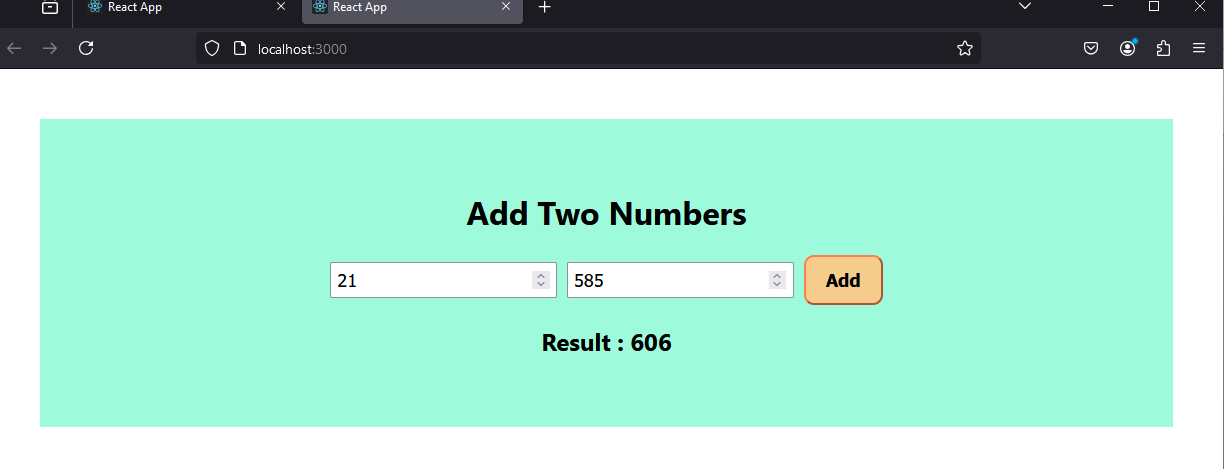 React App
React App
localhost:3000
Add Two Numbers
21
585
Add
Result : 606